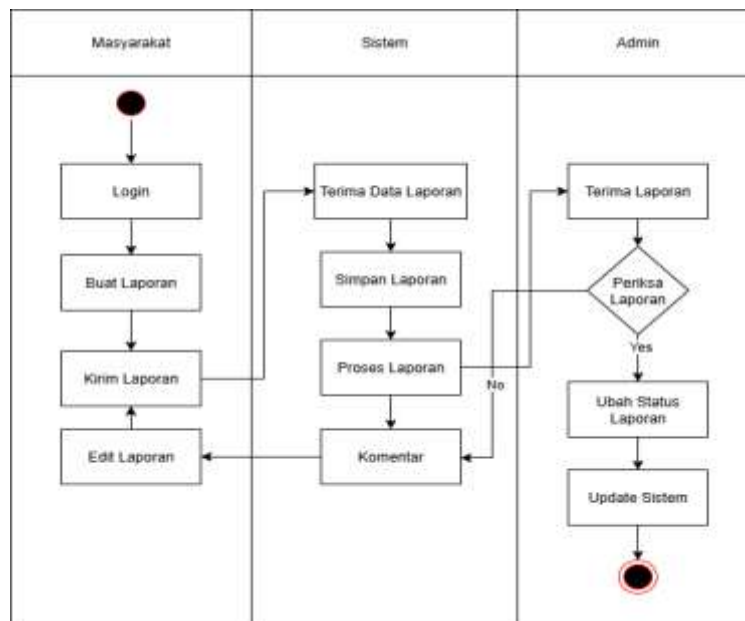 Masyarakat
Sistem
Admin
Login
Terima Data Laporan
Terima Laporan
Buat Laporan
Simpan Laporan
Periksa
Laporan
Yes
Kirim Laporan
Proses Laporan
No
Ubah Status
Laporan
Edit Laporan
Komentar
Update Sistem